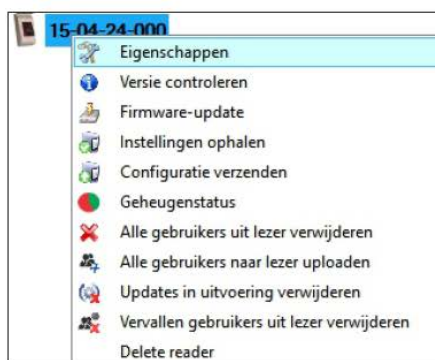 15-04-24-000
Eigenschappen
Versie controleren
Firmware-update
Instellingen ophalen
Configuratie verzenden
Geheugenstatus
Alle gebruikers uit lezer verwijderen
Alle gebruikers naar lezer uploaden
Updates in uitvoering verwijderen
Vervallen gebruikers uit lezer verwijderen
Delete reader